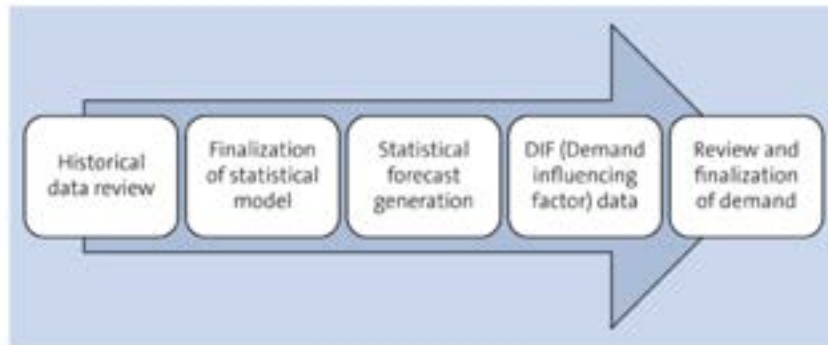 Historical
data review
Finalization
of statistical
model
Statistical
forecast
generation
DIF (Demand
influencing
factor) data
Review and
finalization
of demand